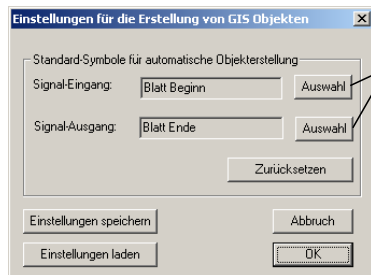 Einstellungen für die Erstellung von GIS Objekten
Standard-Symbole für automatische Objekterstellung
Signal-Eingang: Blatt Beginn Auswahl
Signal-Ausgang: Blatt Ende Auswahl
Zurücksetzen
Einstellungen speichern Abbruch
Einstellungen laden OK